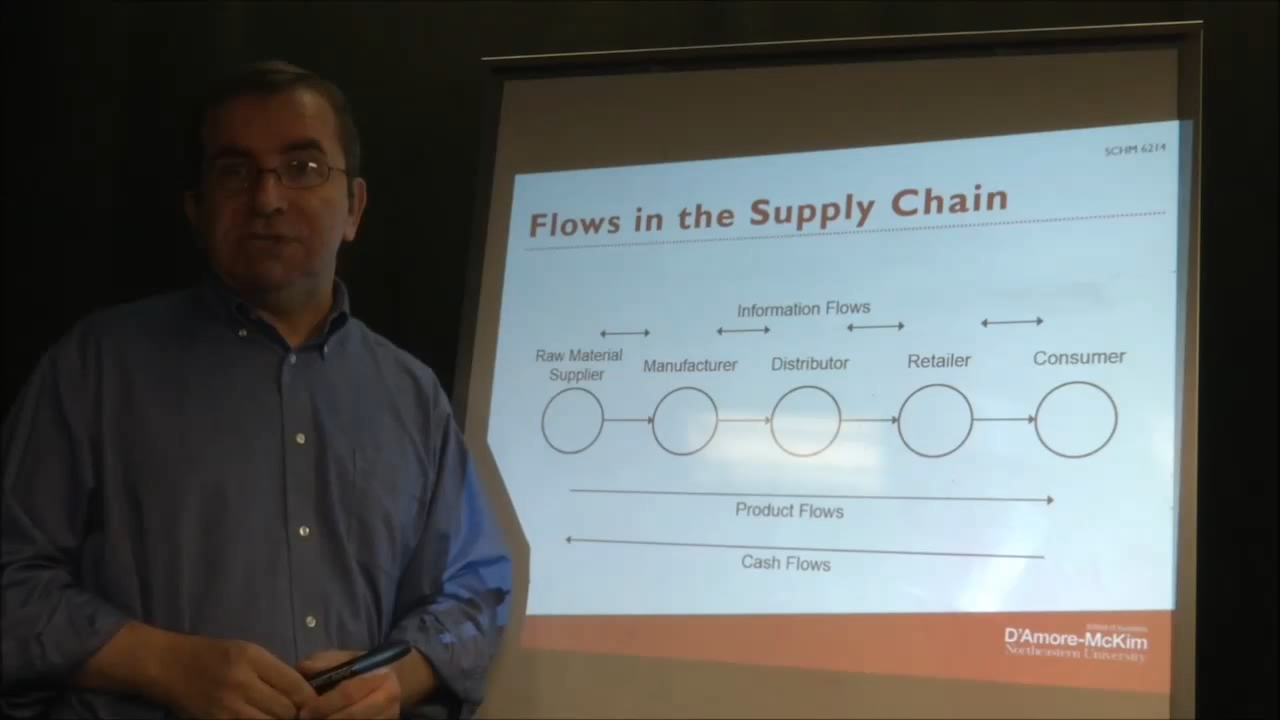 SCHM 6214
Flows in the Supply Chain
Information Flows
Raw Material
Supplier
Manufacturer
Distributor
Retailer
Consumer
Product Flows
Cash Flows
D'Amore-McKim
Northeastern University